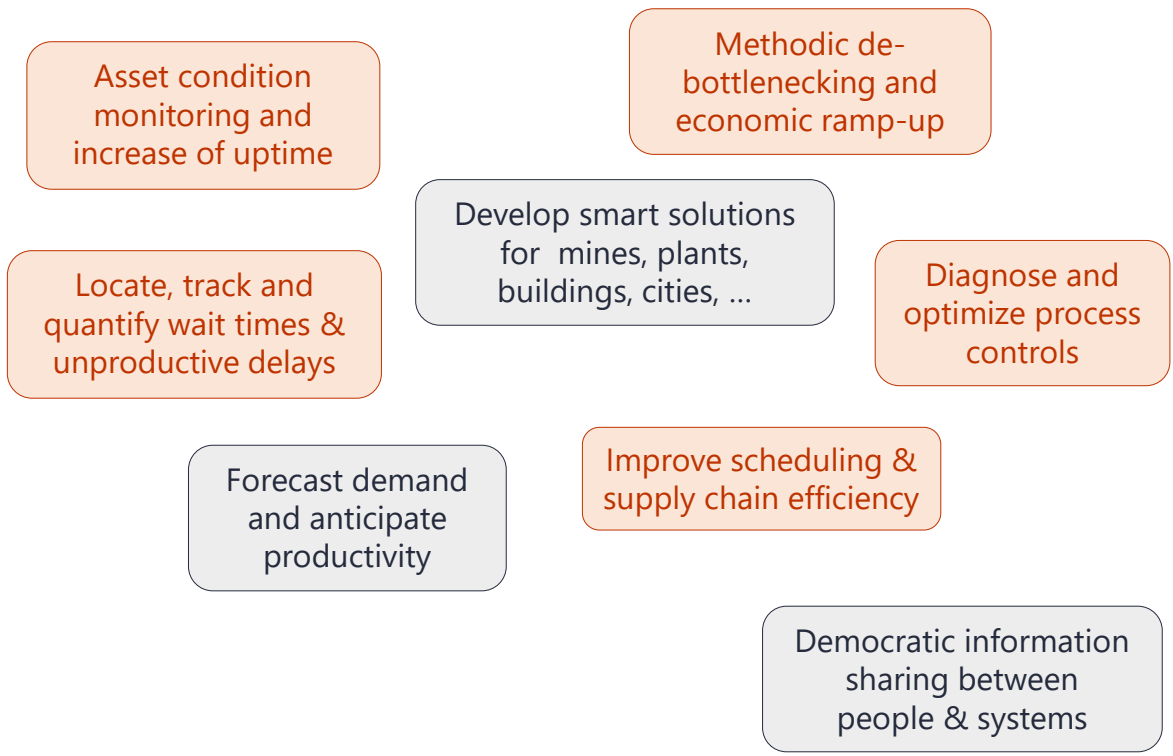 Asset condition
monitoring and
increase of uptime
Methodic de-
bottlenecking and
economic ramp-up
Develop smart solutions
for  mines, plants,
buildings, cities, ...
Locate, track and
quantify wait times &
unproductive delays
Diagnose and
optimize process
controls
Forecast demand
and anticipate
productivity
Improve scheduling &
supply chain efficiency
Democratic information
sharing between
people & systems